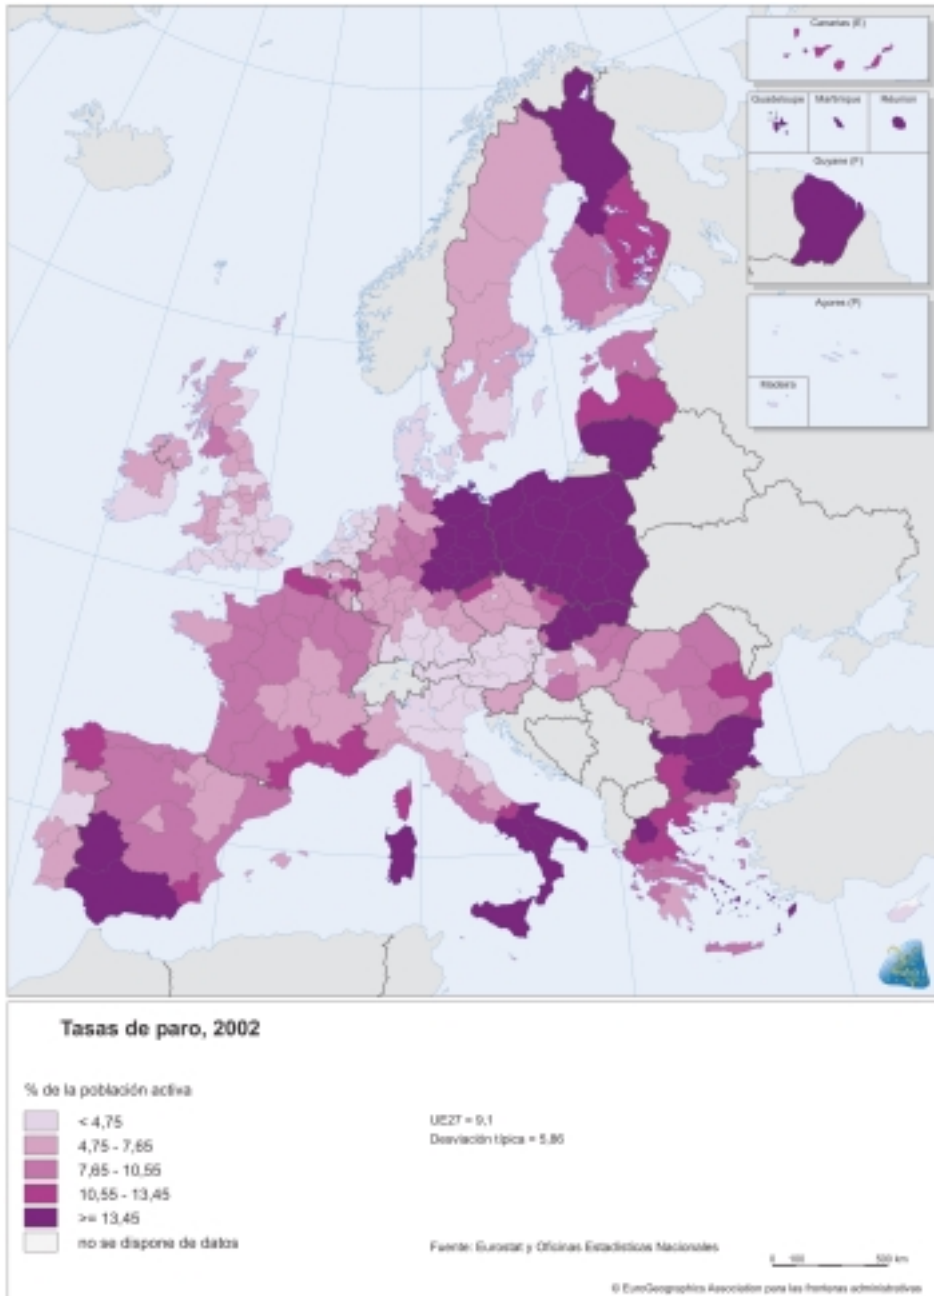 Canarias (E)
Guadeloupe Martinique Réunion
Guyane (F)
Açores (P)
Madeira
Tasas de paro, 2002
% de la población activa
< 4,75
4,75 - 7,65
7,65 - 10,55
10,55 - 13,45
>= 13,45
no se dispone de datos
UE27 = 9,1
Desviación típica = 5,86
Fuente: Eurostat y Oficinas Estadísticas Nacionales
0 100 500 km
© EuroGeographics Association para las fronteras administrativas